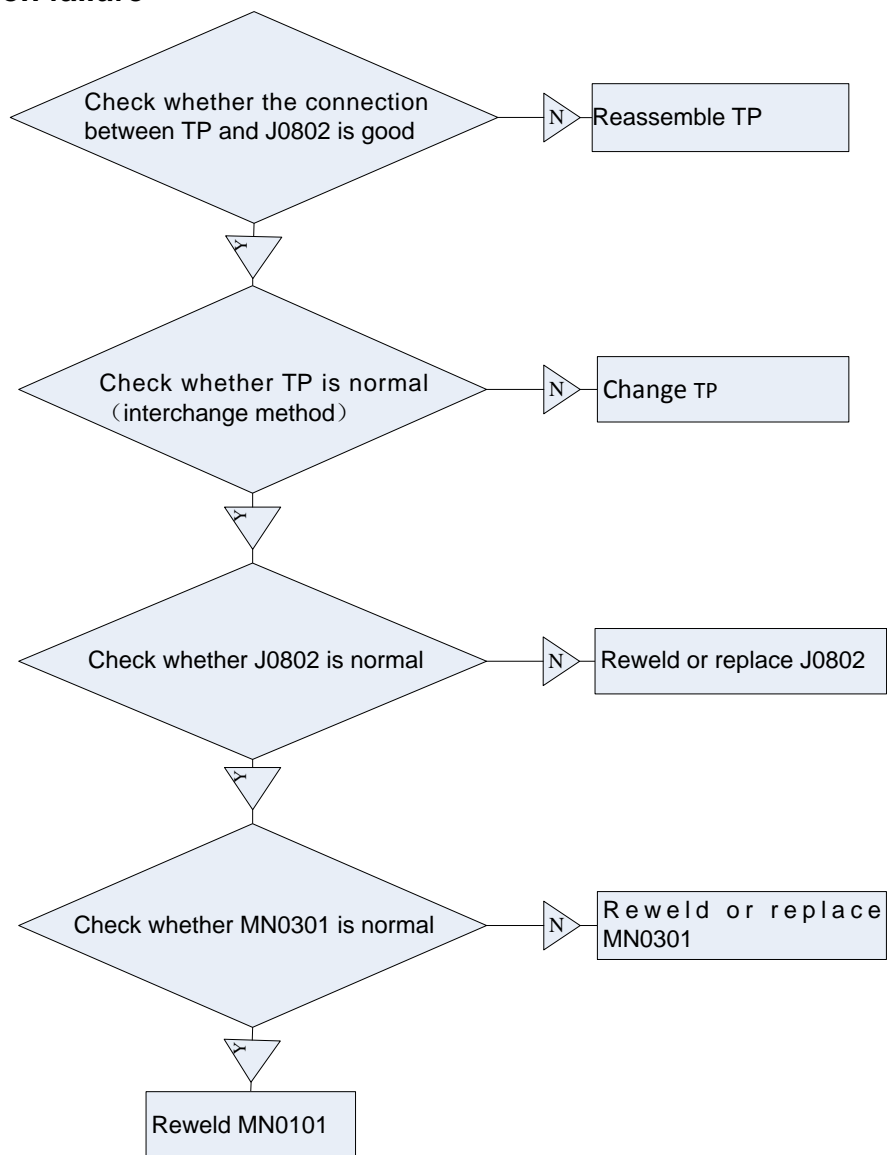 Check whether the connection
between TP and J0802 is good
N
Reassemble TP
Y
Check whether TP is normal
（interchange method）
N
Change TP
Y
Check whether J0802 is normal
N
Reweld or replace J0802
Y
Check whether MN0301 is normal
N
Reweld or replace
MN0301
Y
Reweld MN0101